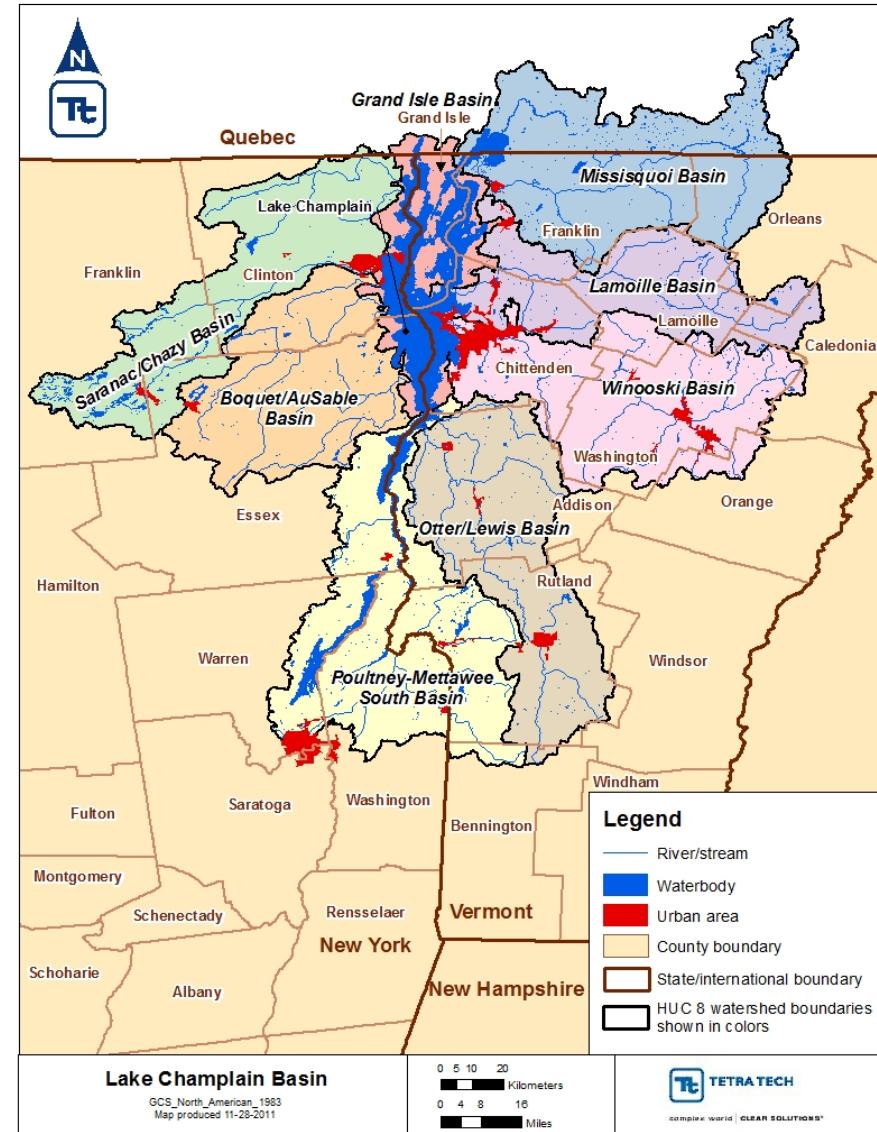 N
Tt
Grand Isle Basin
Grand Isle
Quebec
Missisquoi Basin
Lake Champlain
Orleans
Franklin
Franklin
Clinton
Lamoille Basin
Lamoille
Saranac/Chazy Basin
Caledonia
Chittenden
Winooski Basin
Boquet/AuSable
Basin
Washington
Orange
Addison
Essex
Otter/Lewis Basin
Hamilton
Rutland
Warren
Windsor
Poultney-Mettawee
South Basin
Windham
Saratoga
Washington
Fulton
Bennington
Montgomery
Schenectady
Rensselaer
Vermont
New York
Schoharie
Albany
New Hampshire
Legend
River/stream
Waterbody
Urban area
County boundary
State/international boundary
HUC 8 watershed boundaries
shown in colors
Lake Champlain Basin
GCS_North_American_1983
Map produced 11-28-2011
0 5 10 20
Kilometers
0 4 8 16
Miles
Tt TETRA TECH
complex world | CLEAR SOLUTIONS™